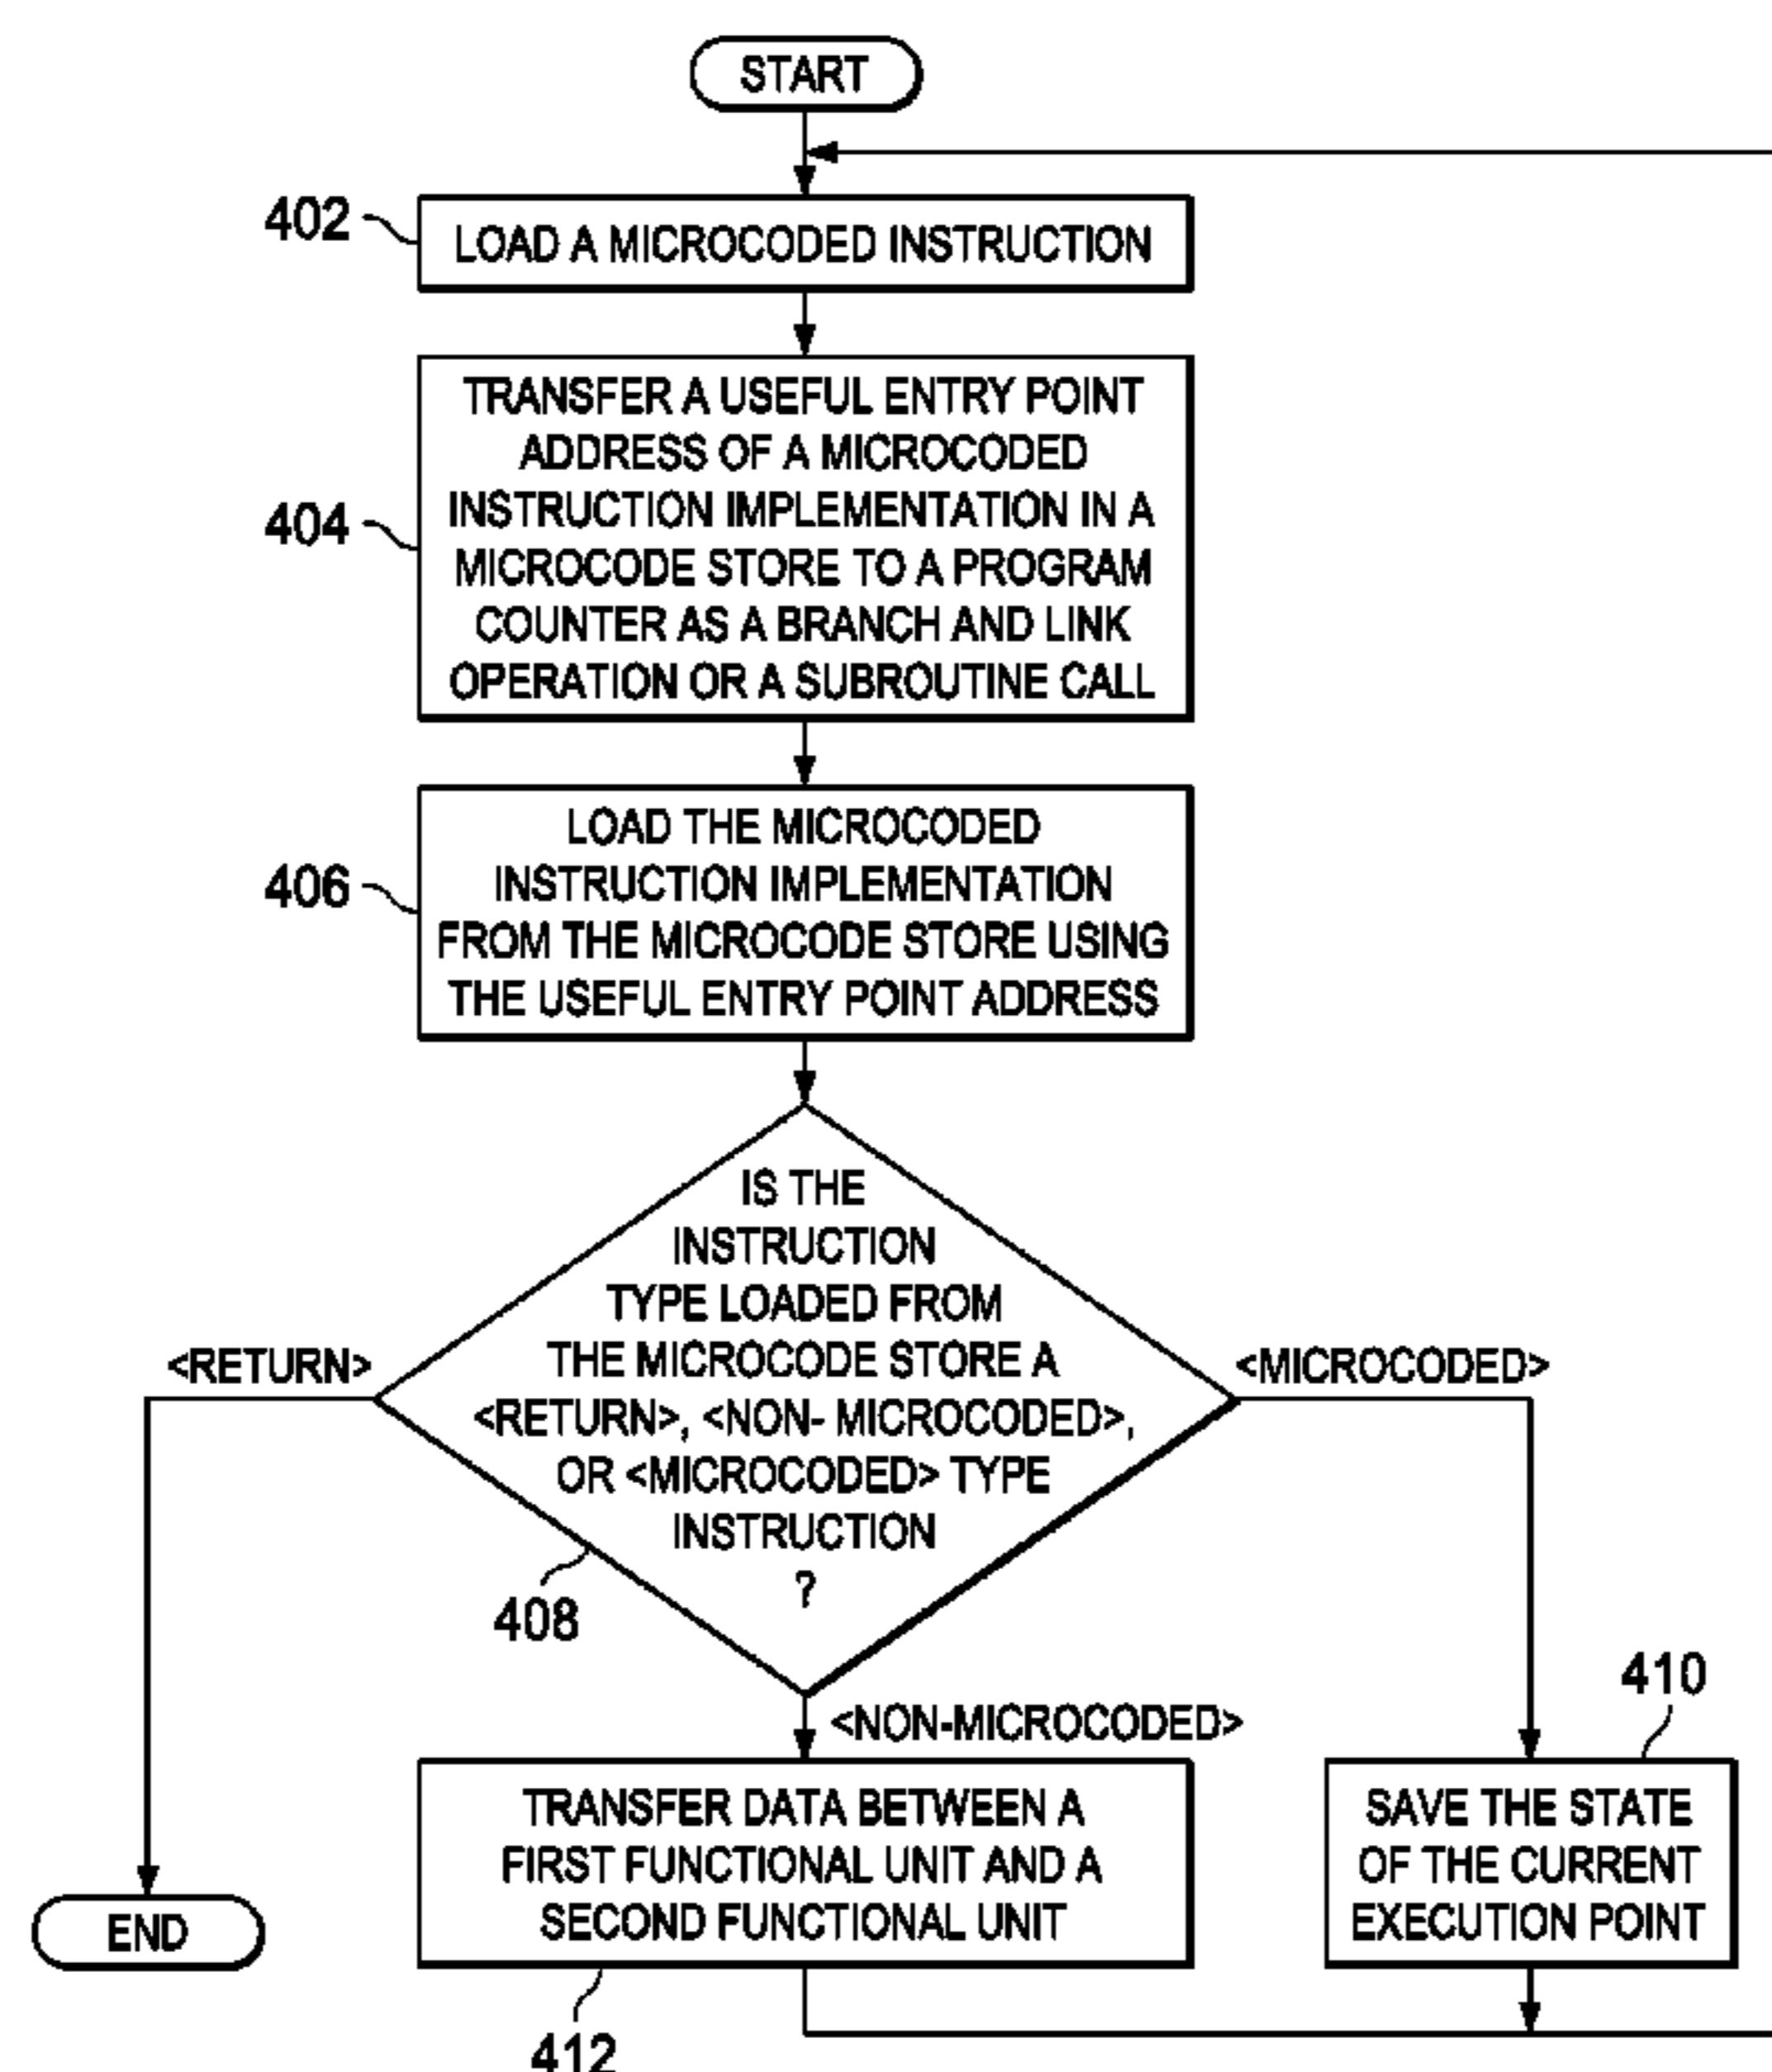 START
402
LOAD A MICROCODED INSTRUCTION
404
TRANSFER A USEFUL ENTRY POINT
ADDRESS OF A MICROCODED
INSTRUCTION IMPLEMENTATION IN A
MICROCODE STORE TO A PROGRAM
COUNTER AS A BRANCH AND LINK
OPERATION OR A SUBROUTINE CALL
406
LOAD THE MICROCODED
INSTRUCTION IMPLEMENTATION
FROM THE MICROCODE STORE USING
THE USEFUL ENTRY POINT ADDRESS
IS THE
INSTRUCTION
TYPE LOADED FROM
THE MICROCODE STORE A
<RETURN>, <NON- MICROCODED>,
OR <MICROCODED> TYPE
INSTRUCTION
?
408
<RETURN>
<MICROCODED>
<NON-MICROCODED>
END
TRANSFER DATA BETWEEN A
FIRST FUNCTIONAL UNIT AND A
SECOND FUNCTIONAL UNIT
412
410
SAVE THE STATE
OF THE CURRENT
EXECUTION POINT